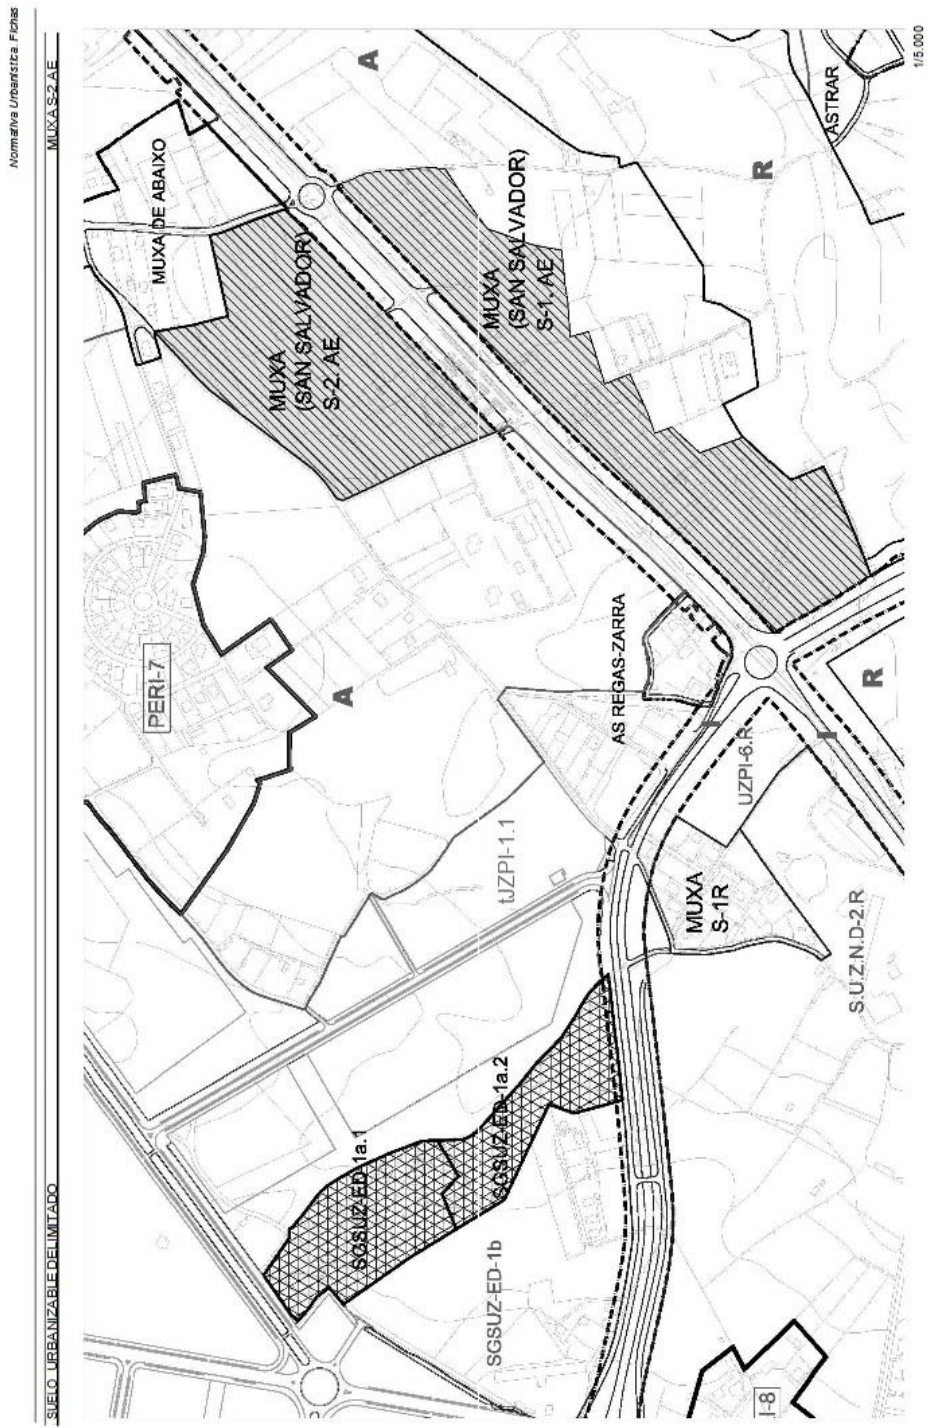 Normativa Urbanística. Fichas
SUELO URBANIZABLE DELIMITADO
MUXA S-2. AE
MUXA DE ABAIXO
A
MUXA
(SAN SALVADOR)
S-2. AE
MUXA
(SAN SALVADOR)
S-1. AE
R
ASTRAR
PERI-7
A
AS REGAS-ZARRA
UZPI-1.1
I
UZPI-6.R
I
R
MUXA
S-1R
S.U.Z.N.D-2.R
SGSUZ-ED-1a.1
SGSUZ-ED-1a.2
SGSUZ-ED-1b
I-8
1/5.000